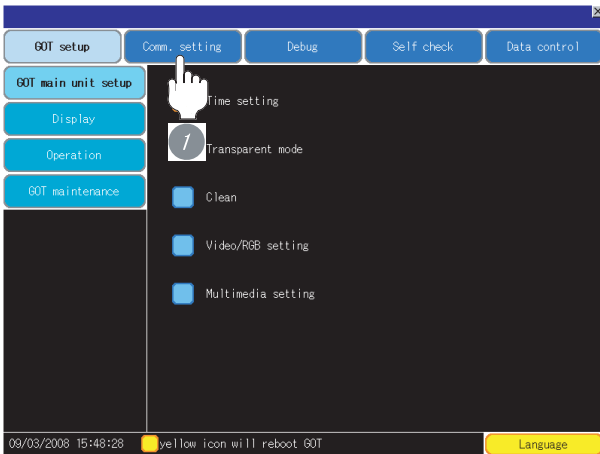 GOT setup Comm. setting Debug Self check Data control
GOT main unit setup
Display
Operation
GOT maintenance
Time setting
1
Transparent mode
Clean
Video/RGB setting
Multimedia setting
09/03/2008 15:48:28 yellow icon will reboot GOT Language